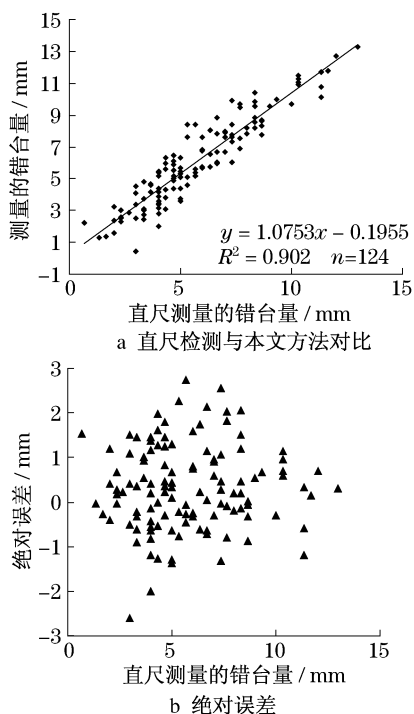 15
13
11
9
7
5
3
1
−1
测量的错台量 / mm
y = 1.0753x − 0.1955
R² = 0.902 n=124
0 5 10 15
直尺测量的错台量 / mm
a 直尺检测与本文方法对比
3
2
1
0
−1
−2
−3
绝对误差 / mm
0 5 10 15
直尺测量的错台量 / mm
b 绝对误差